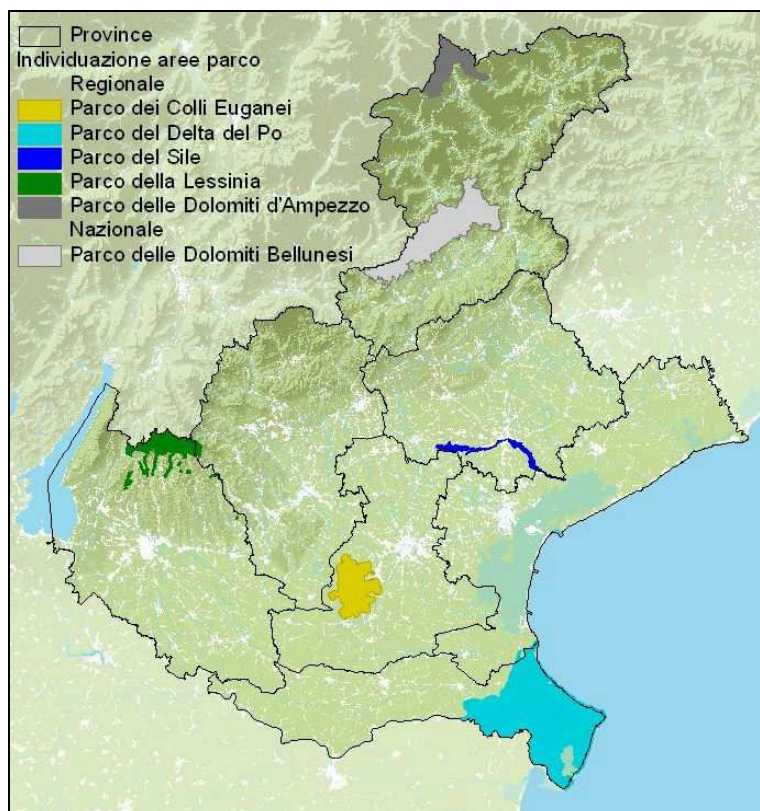 Province
Individuazione aree parco
Regionale
Parco dei Colli Euganei
Parco del Delta del Po
Parco del Sile
Parco della Lessinia
Parco delle Dolomiti d'Ampezzo
Nazionale
Parco delle Dolomiti Bellunesi